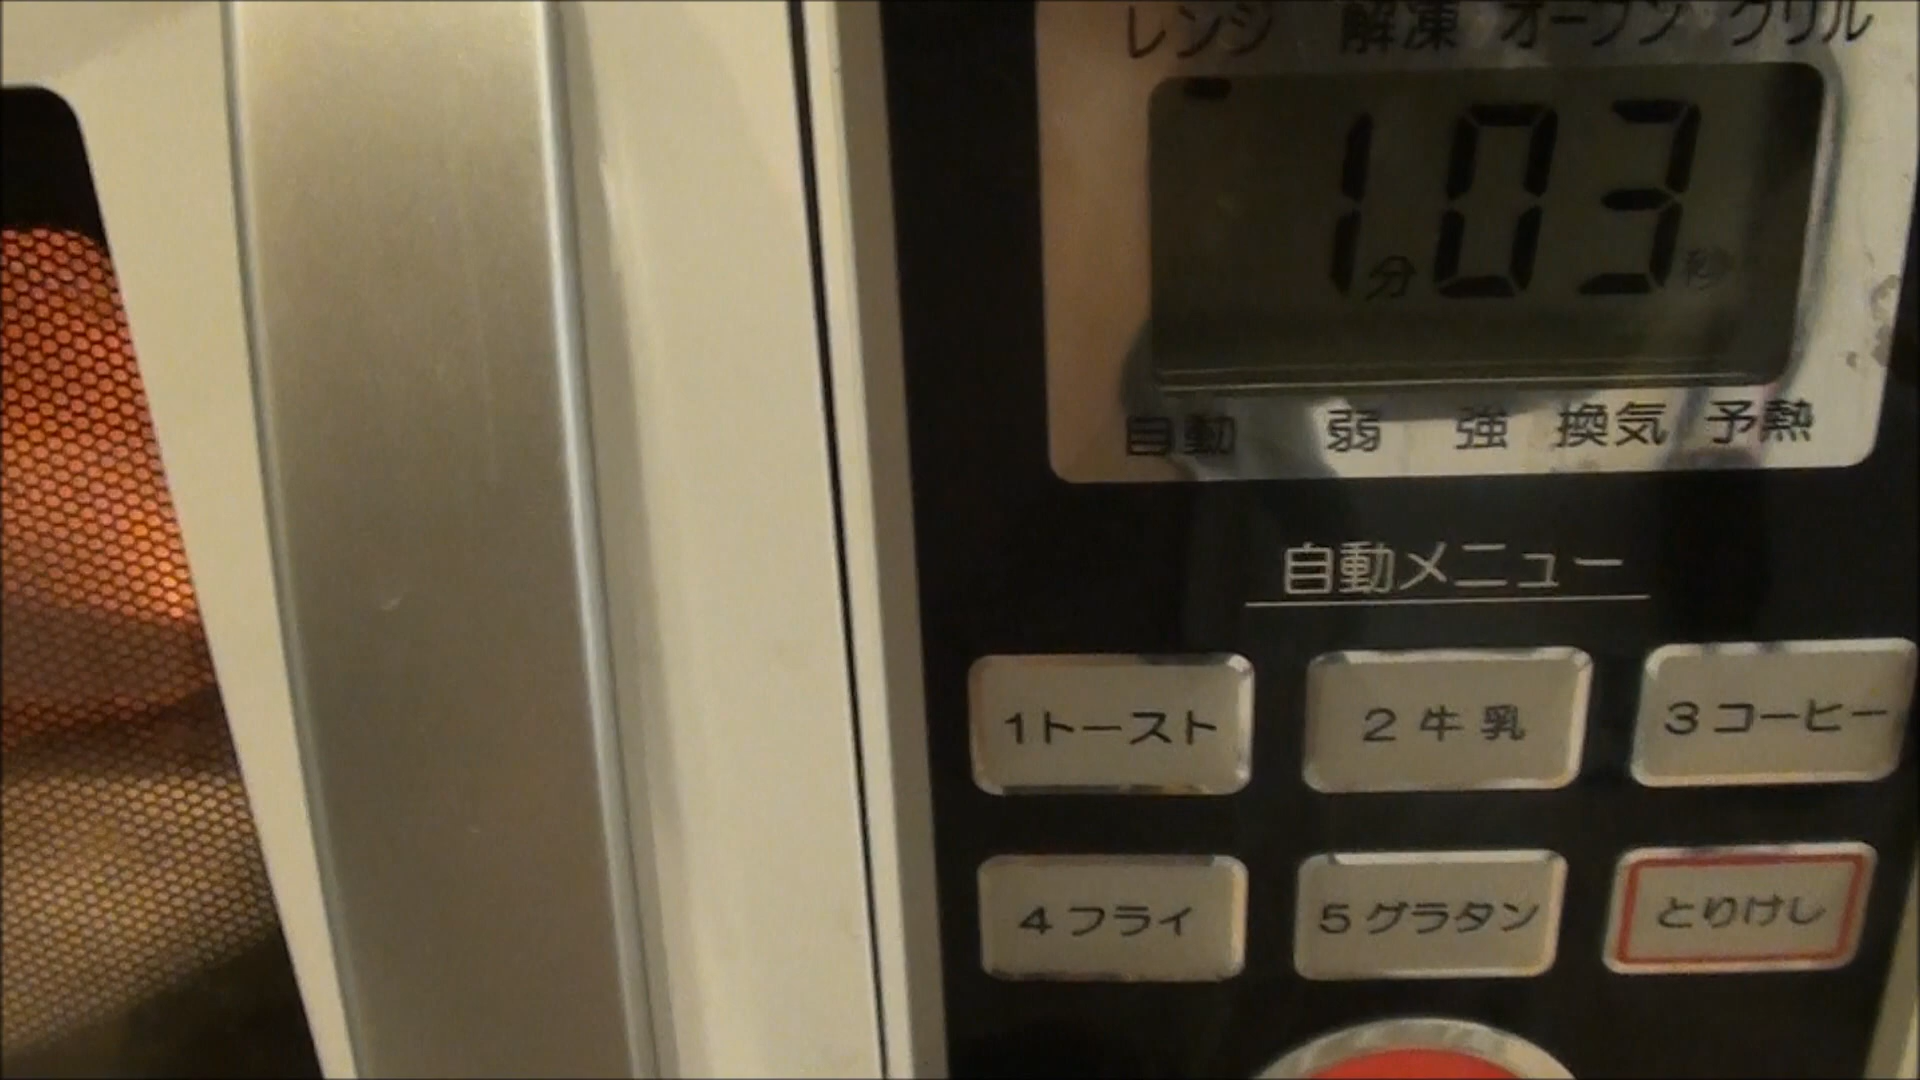 レンジ 解凍 オーブン グリル
1分03秒
自動 弱 強 換気 予熱
自動メニュー
1トースト 2牛乳 3コーヒー
4フライ 5グラタン とりけし